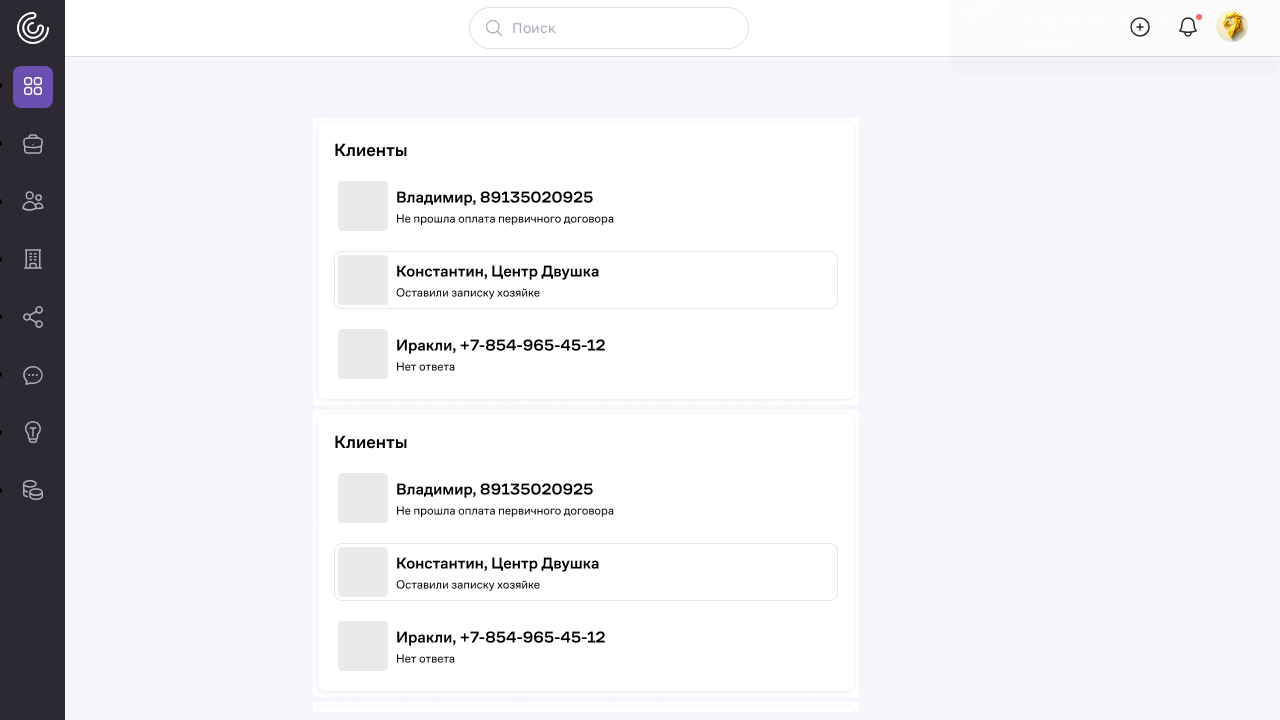 Поиск
Клиенты
Владимир, 89135020925
Не прошла оплата первичного договора
Константин, Центр Двушка
Оставили записку хозяйке
Иракли, +7-854-965-45-12
Нет ответа
Клиенты
Владимир, 89135020925
Не прошла оплата первичного договора
Константин, Центр Двушка
Оставили записку хозяйке
Иракли, +7-854-965-45-12
Нет ответа